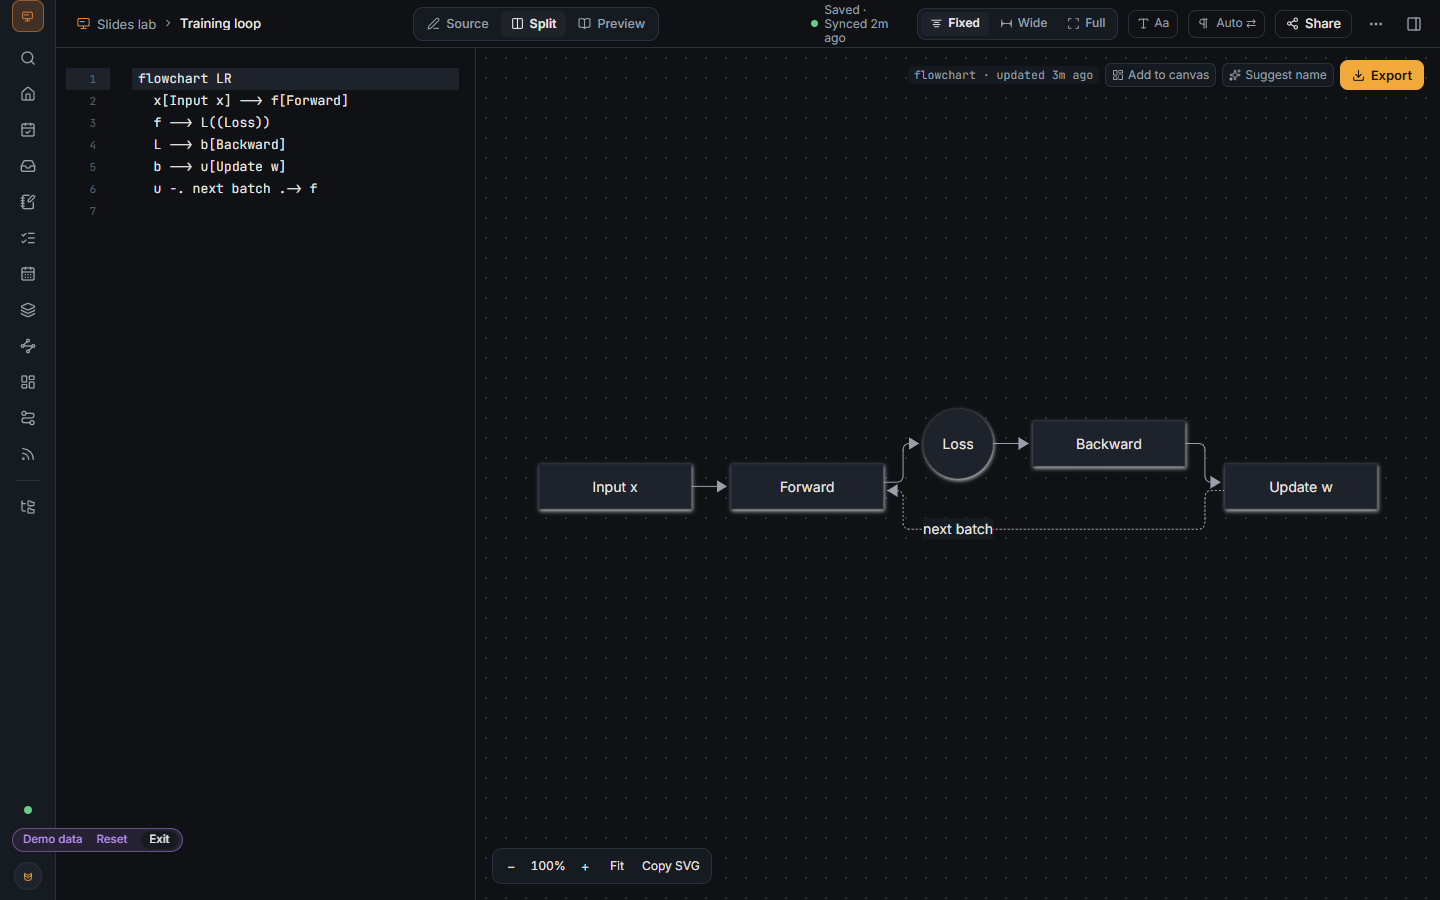 Slides lab > Training loop
Source
Split
Preview
Saved ·
Synced 2m
ago
Fixed
Wide
Full
Aa
Auto ⇄
Share
1 flowchart LR
2 x[Input x] --> f[Forward]
3 f --> L((Loss))
4 L --> b[Backward]
5 b --> u[Update w]
6 u -. next batch .-> f
7
flowchart · updated 3m ago
Add to canvas
Suggest name
Export
Loss
Backward
Input x
Forward
Update w
next batch
Demo data
Reset
Exit
− 100% +
Fit
Copy SVG